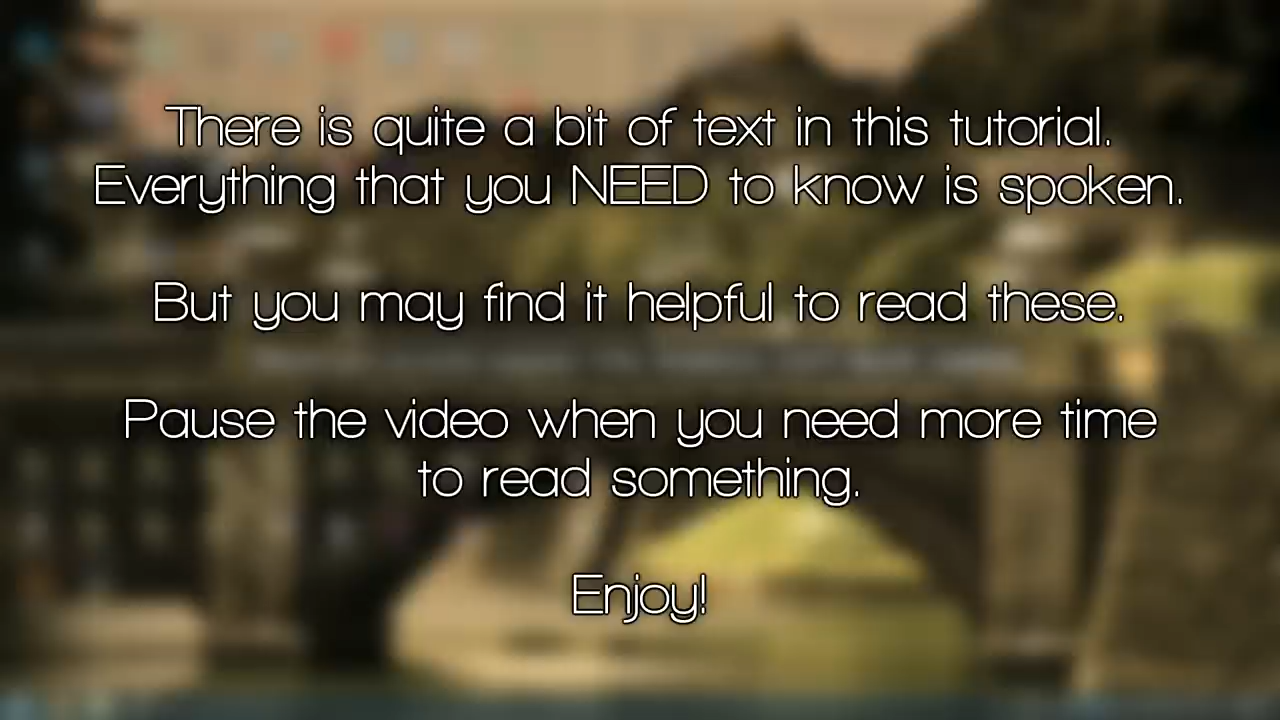 There is quite a bit of text in this tutorial.
Everything that you NEED to know is spoken.
But you may find it helpful to read these.
Pause the video when you need more time
to read something.
Enjoy!